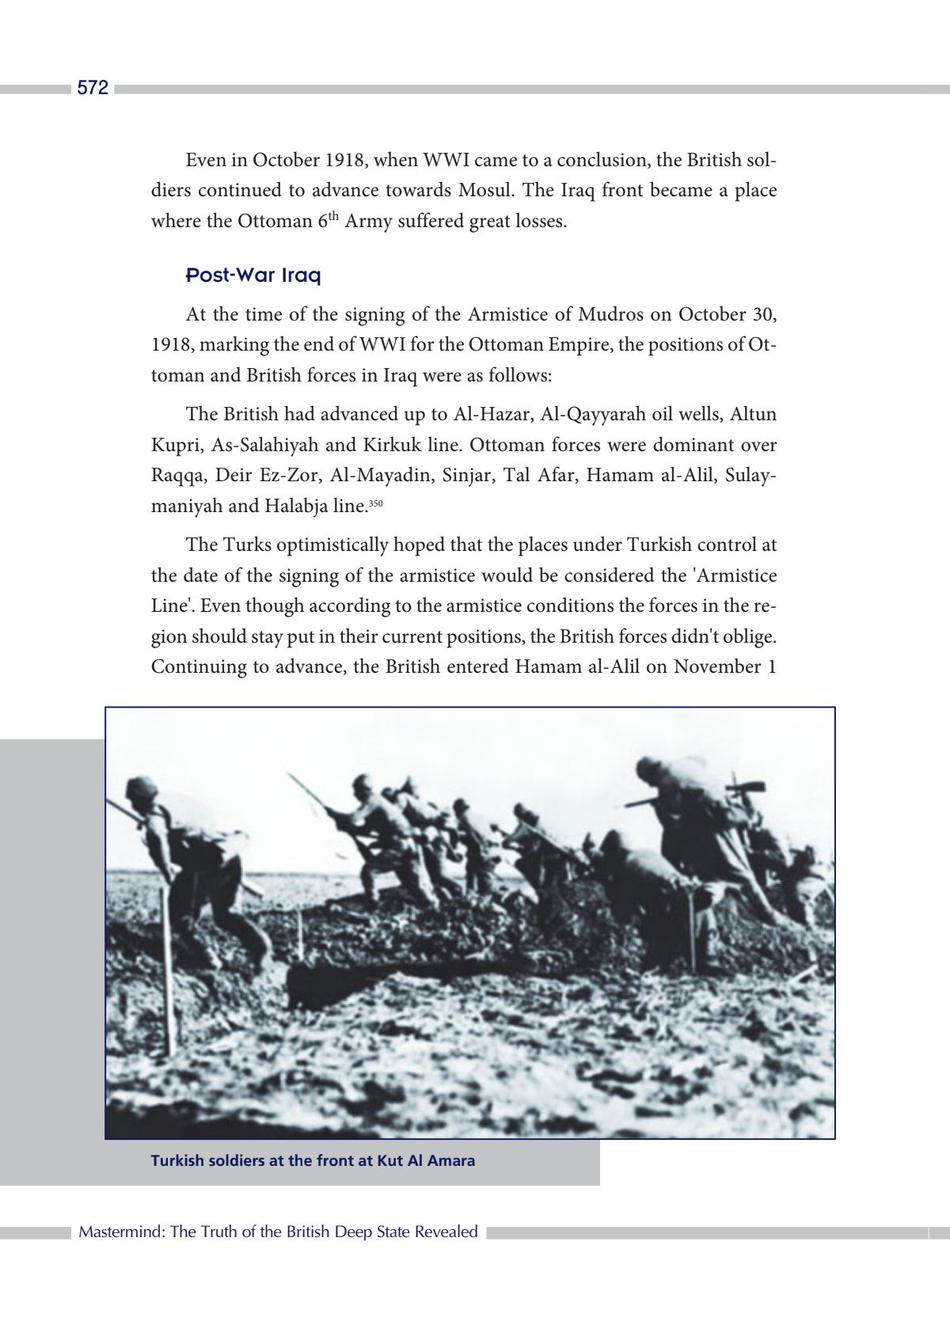 572
Even in October 1918, when WWI came to a conclusion, the British sol-
diers continued to advance towards Mosul. The Iraq front became a place
where the Ottoman 6th Army suffered great losses.
Post-War Iraq
At the time of the signing of the Armistice of Mudros on October 30,
1918, marking the end of WWI for the Ottoman Empire, the positions of Ot-
toman and British forces in Iraq were as follows:
The British had advanced up to Al-Hazar, Al-Qayyarah oil wells, Altun
Kupri, As-Salahiyah and Kirkuk line. Ottoman forces were dominant over
Raqqa, Deir Ez-Zor, Al-Mayadin, Sinjar, Tal Afar, Hamam al-Alil, Sulay-
maniyah and Halabja line.350
The Turks optimistically hoped that the places under Turkish control at
the date of the signing of the armistice would be considered the 'Armistice
Line'. Even though according to the armistice conditions the forces in the re-
gion should stay put in their current positions, the British forces didn't oblige.
Continuing to advance, the British entered Hamam al-Alil on November 1
Turkish soldiers at the front at Kut Al Amara
Mastermind: The Truth of the British Deep State Revealed